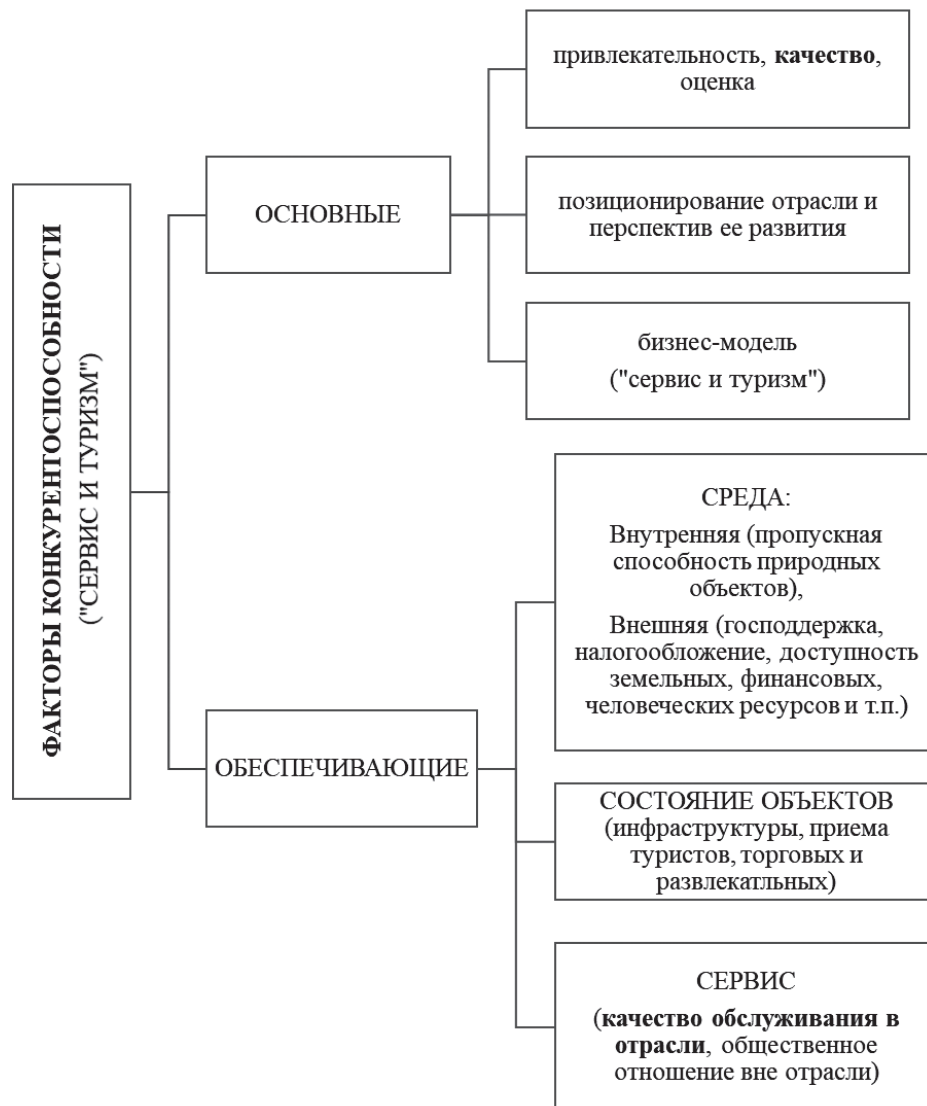 ФАКТОРЫ КОНКУРЕНТОСПОСОБНОСТИ
("СЕРВИС И ТУРИЗМ")
ОСНОВНЫЕ
привлекательность, качество,
оценка
позиционирование отрасли и
перспектив ее развития
бизнес-модель
("сервис и туризм")
ОБЕСПЕЧИВАЮЩИЕ
СРЕДА:
Внутренняя (пропускная
способность природных
объектов),
Внешняя (господдержка,
налогообложение, доступность
земельных, финансовых,
человеческих ресурсов и т.п.)
СОСТОЯНИЕ ОБЪЕКТОВ
(инфраструктуры, приема
туристов, торговых и
развлекатльных)
СЕРВИС
(качество обслуживания в
отрасли, общественное
отношение вне отрасли)